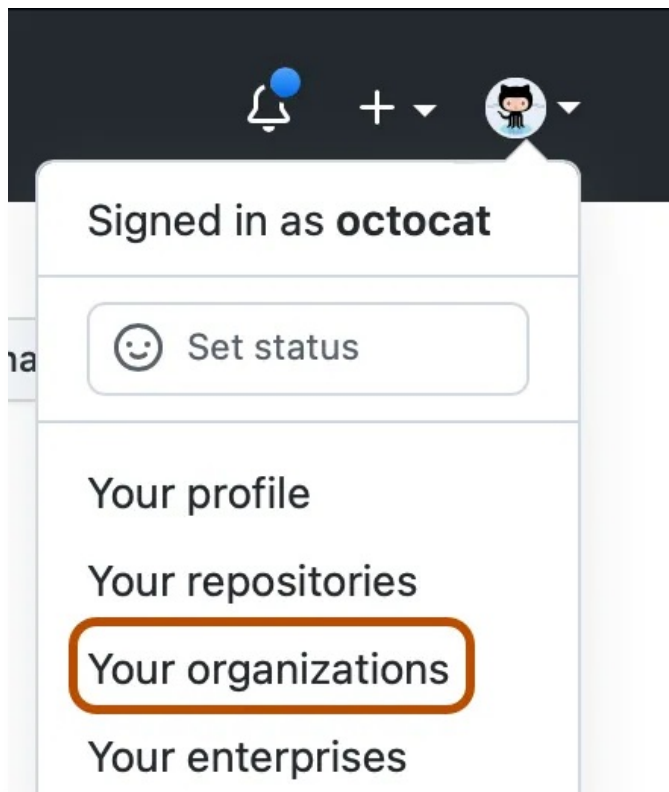 Signed in as octocat
Set status
Your profile
Your repositories
Your organizations
Your enterprises